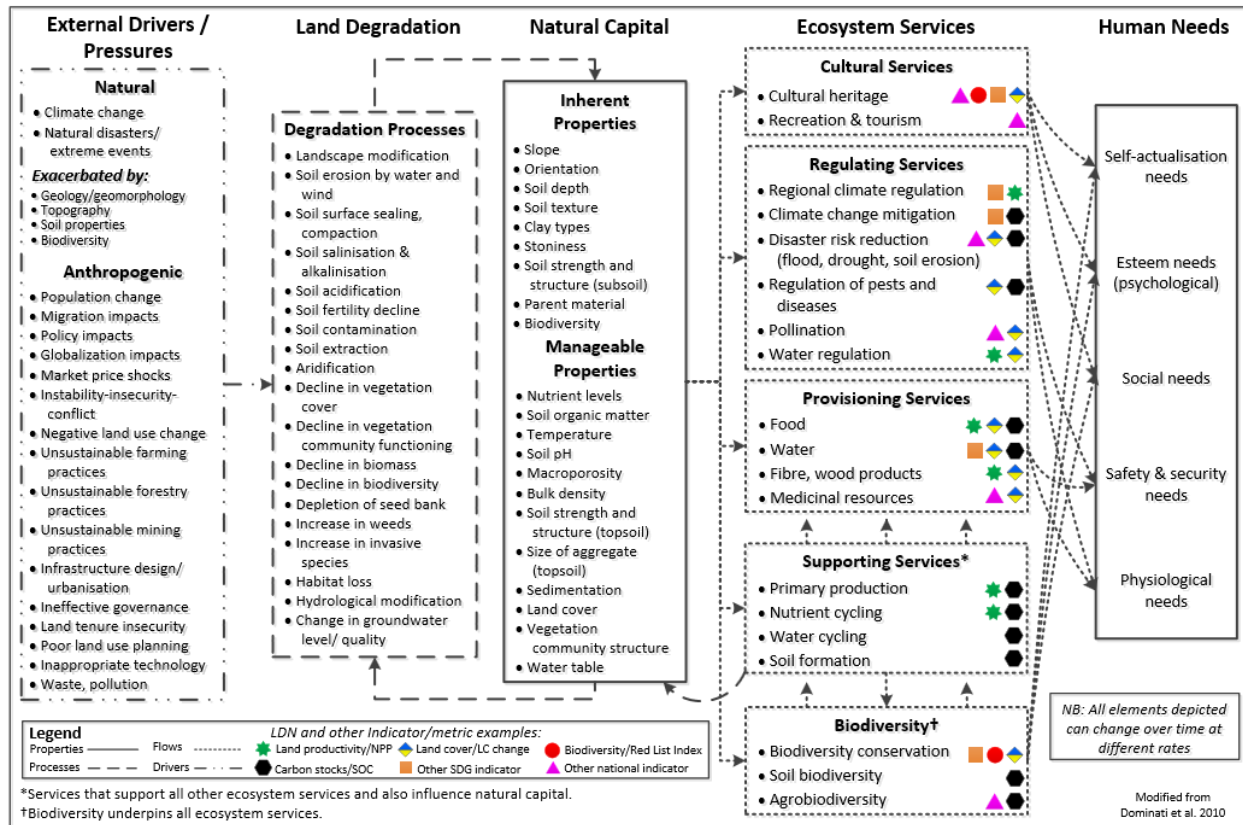 External Drivers /
Pressures
Natural
• Climate change
• Natural disasters/
extreme events
Exacerbated by:
• Geology/geomorphology
• Topography
• Soil properties
• Biodiversity
Anthropogenic
• Population change
• Migration impacts
• Policy impacts
• Globalization impacts
• Market price shocks
• Instability-insecurity-
conflict
• Negative land use change
• Unsustainable farming
practices
• Unsustainable forestry
practices
• Unsustainable mining
practices
• Infrastructure design/
urbanisation
• Ineffective governance
• Land tenure insecurity
• Poor land use planning
• Inappropriate technology
• Waste, pollution
Land Degradation
Degradation Processes
• Landscape modification
• Soil erosion by water and
wind
• Soil surface sealing,
compaction
• Soil salinisation &
alkalinisation
• Soil acidification
• Soil fertility decline
• Soil contamination
• Soil extraction
• Aridification
• Decline in vegetation
cover
• Decline in vegetation
community functioning
• Decline in biomass
• Decline in biodiversity
• Depletion of seed bank
• Increase in weeds
• Increase in invasive
species
• Habitat loss
• Hydrological modification
• Change in groundwater
level/ quality
Natural Capital
Inherent
Properties
• Slope
• Orientation
• Soil depth
• Soil texture
• Clay types
• Stoniness
• Soil strength and
structure (subsoil)
• Parent material
• Biodiversity
Manageable
Properties
• Nutrient levels
• Soil organic matter
• Temperature
• Soil pH
• Macroporosity
• Bulk density
• Soil strength and
structure (topsoil)
• Size of aggregate
(topsoil)
• Sedimentation
• Land cover
• Vegetation
community structure
• Water table
Ecosystem Services
Cultural Services
• Cultural heritage
• Recreation & tourism
Regulating Services
• Regional climate regulation
• Climate change mitigation
• Disaster risk reduction
(flood, drought, soil erosion)
• Regulation of pests and
diseases
• Pollination
• Water regulation
Provisioning Services
• Food
• Water
• Fibre, wood products
• Medicinal resources
Supporting Services*
• Primary production
• Nutrient cycling
• Water cycling
• Soil formation
Biodiversity†
• Biodiversity conservation
• Soil biodiversity
• Agrobiodiversity
Human Needs
Self-actualisation
needs
Esteem needs
(psychological)
Social needs
Safety & security
needs
Physiological
needs
NB: All elements depicted
can change over time at
different rates
Legend
LDN and other Indicator/metric examples:
Properties Flows Land productivity/NPP Land cover/LC change Biodiversity/Red List Index
Processes Drivers Carbon stocks/SOC Other SDG indicator Other national indicator
*Services that support all other ecosystem services and also influence natural capital.
†Biodiversity underpins all ecosystem services.
Modified from
Dominati et al. 2010